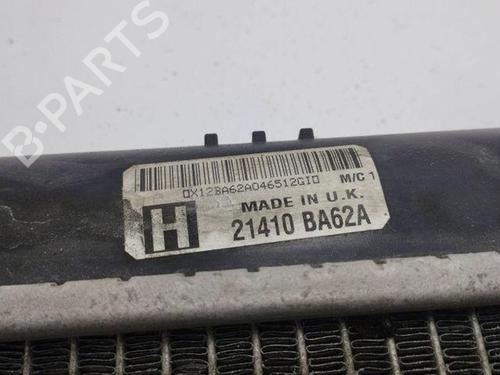 B-Parts
0X12BA62A046512GI0
M/C 1
H
MADE IN U.K.
21410 BA62A